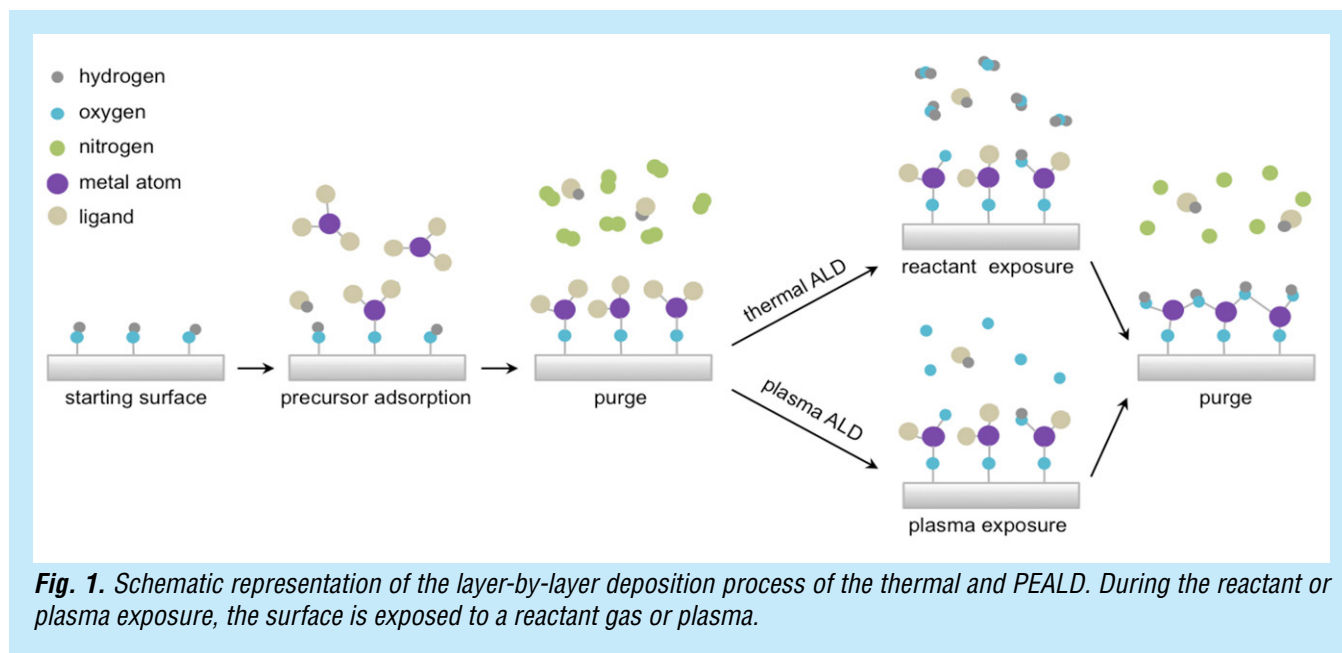 hydrogen
oxygen
nitrogen
metal atom
ligand
starting surface
precursor adsorption
purge
thermal ALD
plasma ALD
reactant exposure
plasma exposure
purge
Fig. 1. Schematic representation of the layer-by-layer deposition process of the thermal and PEALD. During the reactant or
plasma exposure, the surface is exposed to a reactant gas or plasma.